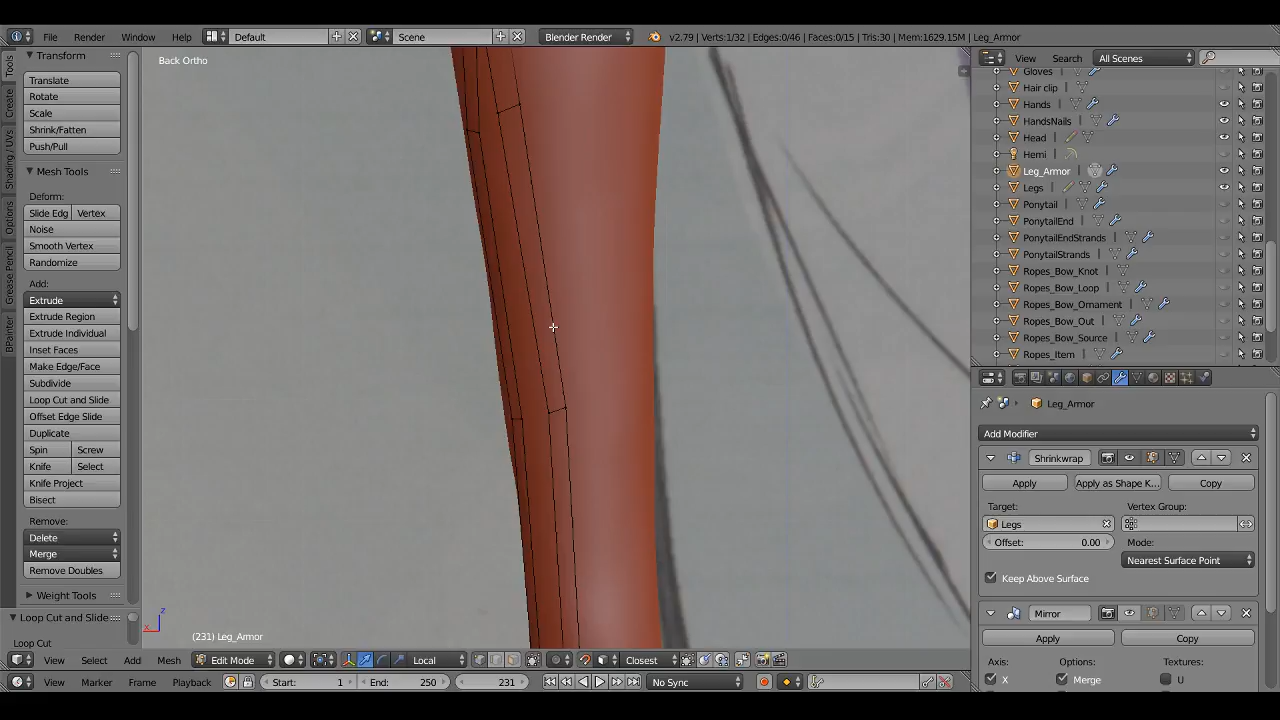 File Render Window Help Default Scene Blender Render v2.79 | Verts:1/32 | Edges:0/46 | Faces:0/15 | Tris:30 | Mem:1629.15M | Leg_Armor
Transform
Translate
Rotate
Scale
Shrink/Fatten
Push/Pull
Mesh Tools
Deform:
Slide Edg Vertex
Noise
Smooth Vertex
Randomize
Add:
Extrude
Extrude Region
Extrude Individual
Inset Faces
Make Edge/Face
Subdivide
Loop Cut and Slide
Offset Edge Slide
Duplicate
Spin Screw
Knife Select
Knife Project
Bisect
Remove:
Delete
Merge
Remove Doubles
Weight Tools
Loop Cut and Slide
Loop Cut
Tools
Create
Shading / UVs
Options
Grease Pencil
BPainter
Back Ortho
z
x
(231) Leg_Armor
View Search All Scenes
Gloves
Hair clip
Hands
HandsNails
Head
Hemi
Leg_Armor
Legs
Ponytail
PonytailEnd
PonytailEndStrands
PonytailStrands
Ropes_Bow_Knot
Ropes_Bow_Loop
Ropes_Bow_Ornament
Ropes_Bow_Out
Ropes_Bow_Source
Ropes_Item
Leg_Armor
Add Modifier
Shrinkwrap
Apply Apply as Shape K... Copy
Target: Vertex Group:
Legs
Offset: 0.00 Mode:
Nearest Surface Point
Keep Above Surface
Mirror
Apply Copy
Axis: Options: Textures:
X Merge U
View Select Add Mesh Edit Mode Local Closest
View Marker Frame Playback Start: 1 End: 250 231 No Sync